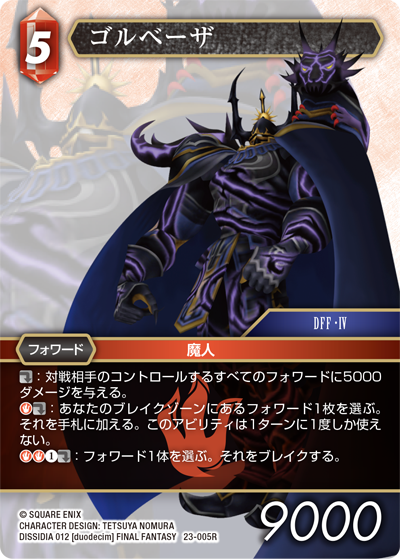 5
ゴルベーザ
DFF・IV
フォワード
魔人
：対戦相手のコントロールするすべてのフォワードに5000
ダメージを与える。
：あなたのブレイクゾーンにあるフォワード1枚を選ぶ。
それを手札に加える。このアビリティは1ターンに1度しか使え
ない。
1：フォワード1体を選ぶ。それをブレイクする。
© SQUARE ENIX
CHARACTER DESIGN: TETSUYA NOMURA
DISSIDIA 012 [duodecim] FINAL FANTASY 23-005R
9000